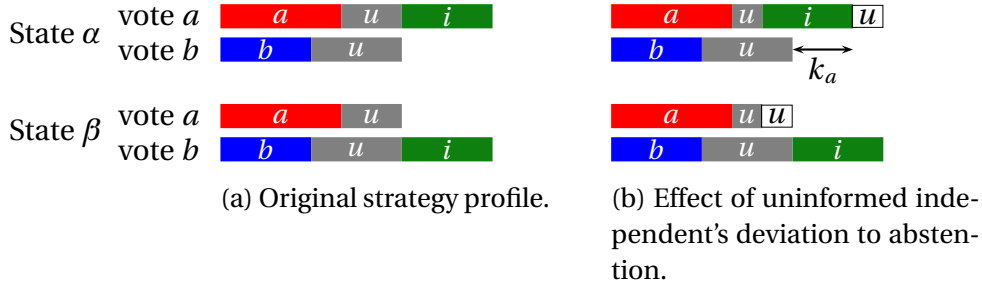 State α vote a a u i a u i u
vote b b u b u
k_a
State β vote a a u a u u
vote b b u i b u i
(a) Original strategy profile. (b) Effect of uninformed inde-
pendent's deviation to absten-
tion.